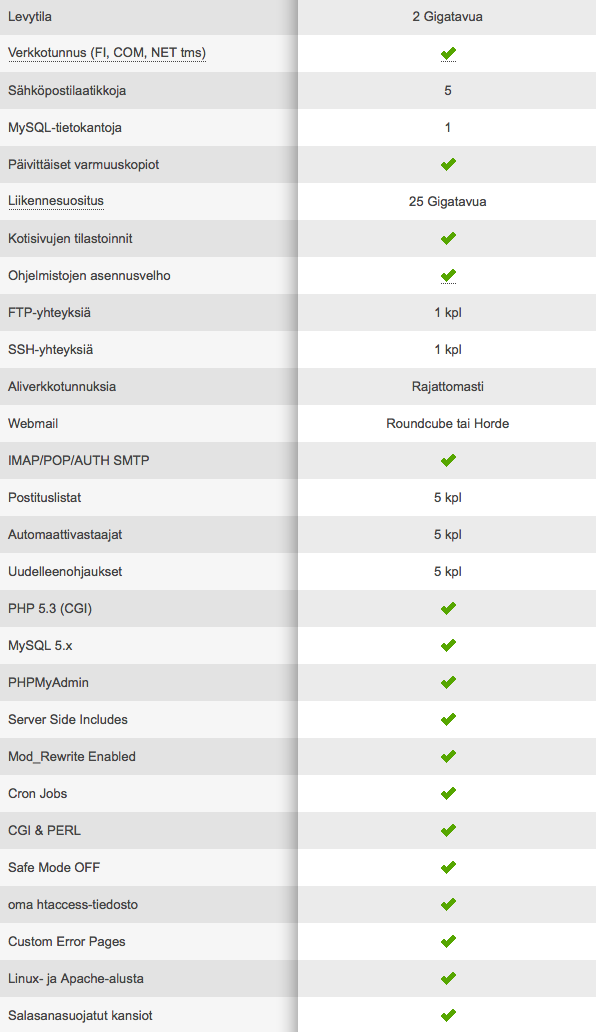 Levytila 2 Gigatavua
Verkkotunnus (FI, COM, NET tms)
Sähköpostilaatikkoja 5
MySQL-tietokantoja 1
Päivittäiset varmuuskopiot
Liikennesuositus 25 Gigatavua
Kotisivujen tilastoinnit
Ohjelmistojen asennusvelho
FTP-yhteyksiä 1 kpl
SSH-yhteyksiä 1 kpl
Aliverkkotunnuksia Rajattomasti
Webmail Roundcube tai Horde
IMAP/POP/AUTH SMTP
Postituslistat 5 kpl
Automaattivastaajat 5 kpl
Uudelleenohjaukset 5 kpl
PHP 5.3 (CGI)
MySQL 5.x
PHPMyAdmin
Server Side Includes
Mod_Rewrite Enabled
Cron Jobs
CGI & PERL
Safe Mode OFF
oma htaccess-tiedosto
Custom Error Pages
Linux- ja Apache-alusta
Salasanasuojatut kansiot